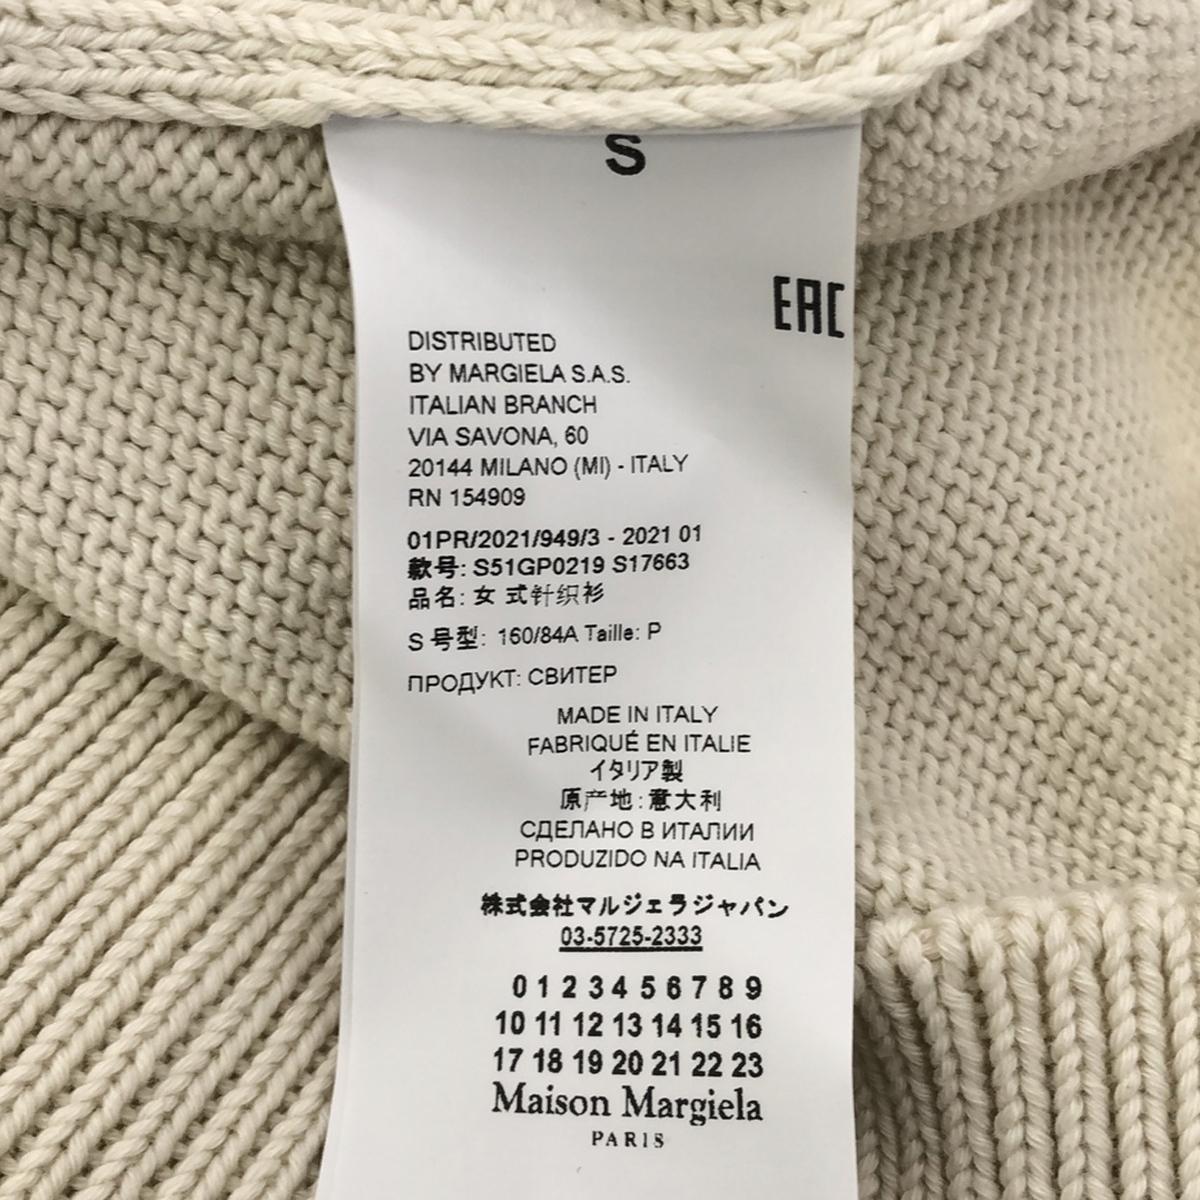 S
EAC
DISTRIBUTED
BY MARGIELA S.A.S.
ITALIAN BRANCH
VIA SAVONA, 60
20144 MILANO (MI) - ITALY
RN 154909
01PR/2021/949/3 - 2021 01
款号: S51GP0219 S17663
品名: 女 式针织衫
S 号型: 160/84A Taille: P
ПРОДУКТ: СВИТЕР
MADE IN ITALY
FABRIQUÉ EN ITALIE
イタリア製
原产地: 意大利
СДЕЛАНО В ИТАЛИИ
PRODUZIDO NA ITALIA
株式会社マルジェラジャパン
03-5725-2333
0 1 2 3 4 5 6 7 8 9
10 11 12 13 14 15 16
17 18 19 20 21 22 23
Maison Margiela
PARIS